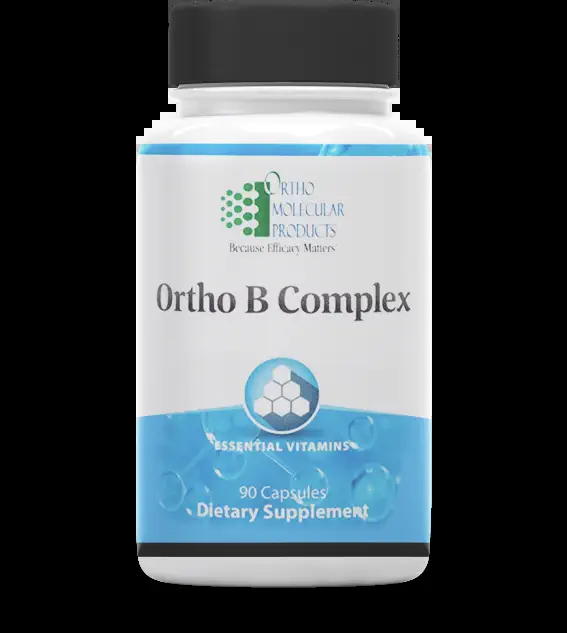 ORTHO
MOLECULAR
PRODUCTS
Because Efficacy Matters
Ortho B Complex
ESSENTIAL VITAMINS
90 Capsules
Dietary Supplement